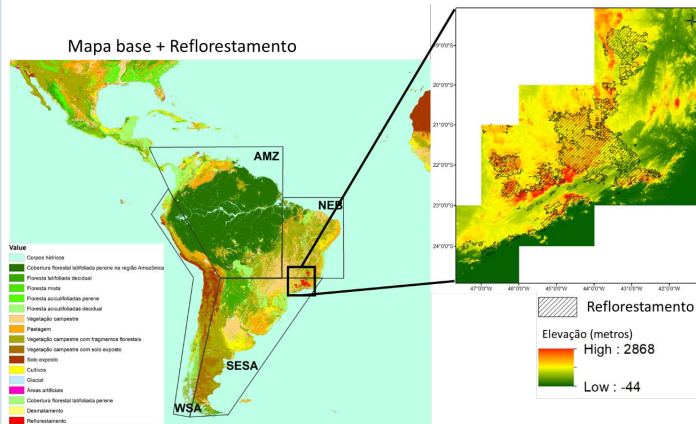 Mapa base + Reflorestamento
AMZ
NEB
SESA
WSA
Value
Corpos hídricos
Cobertura florestal latifoliada perene na região Amazônica
Floresta latifoliada decidual
Floresta mista
Floresta aciculifoliadas perene
Floresta aciculifoliadas decidual
Vegetação campestre
Pastagem
Vegetação campestre com fragmentos florestais
Vegetação campestre com solo exposto
Solo exposto
Cultivos
Glacial
Áreas artificiais
Cobertura florestal latifoliada perene
Desmatamento
Reflorestamento
19°0'0"S
20°0'0"S
21°0'0"S
22°0'0"S
23°0'0"S
24°0'0"S
47°0'0"W 46°0'0"W 45°0'0"W 44°0'0"W 43°0'0"W 42°0'0"W
Reflorestamento
Elevação (metros)
High : 2868
Low : -44